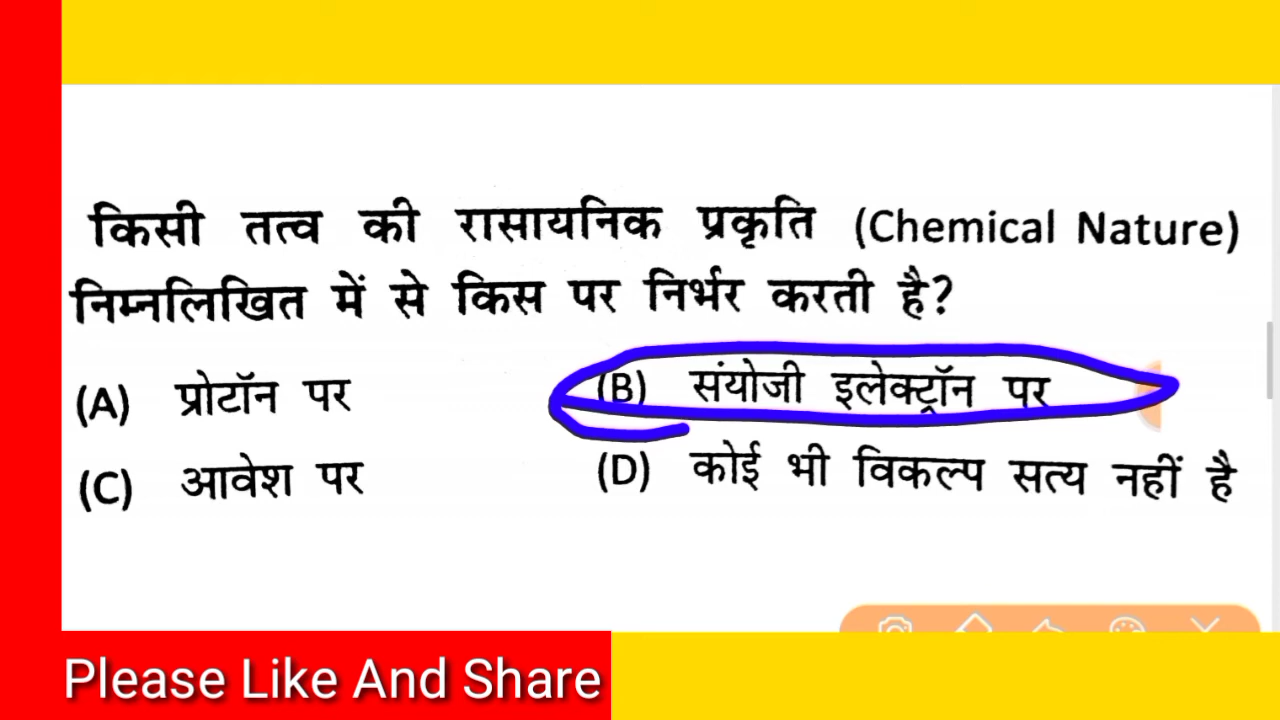 किसी तत्व की रासायनिक प्रकृति (Chemical Nature)
निम्नलिखित में से किस पर निर्भर करती है?
(A) प्रोटॉन पर (B) संयोजी इलेक्ट्रॉन पर
(C) आवेश पर (D) कोई भी विकल्प सत्य नहीं है
Please Like And Share